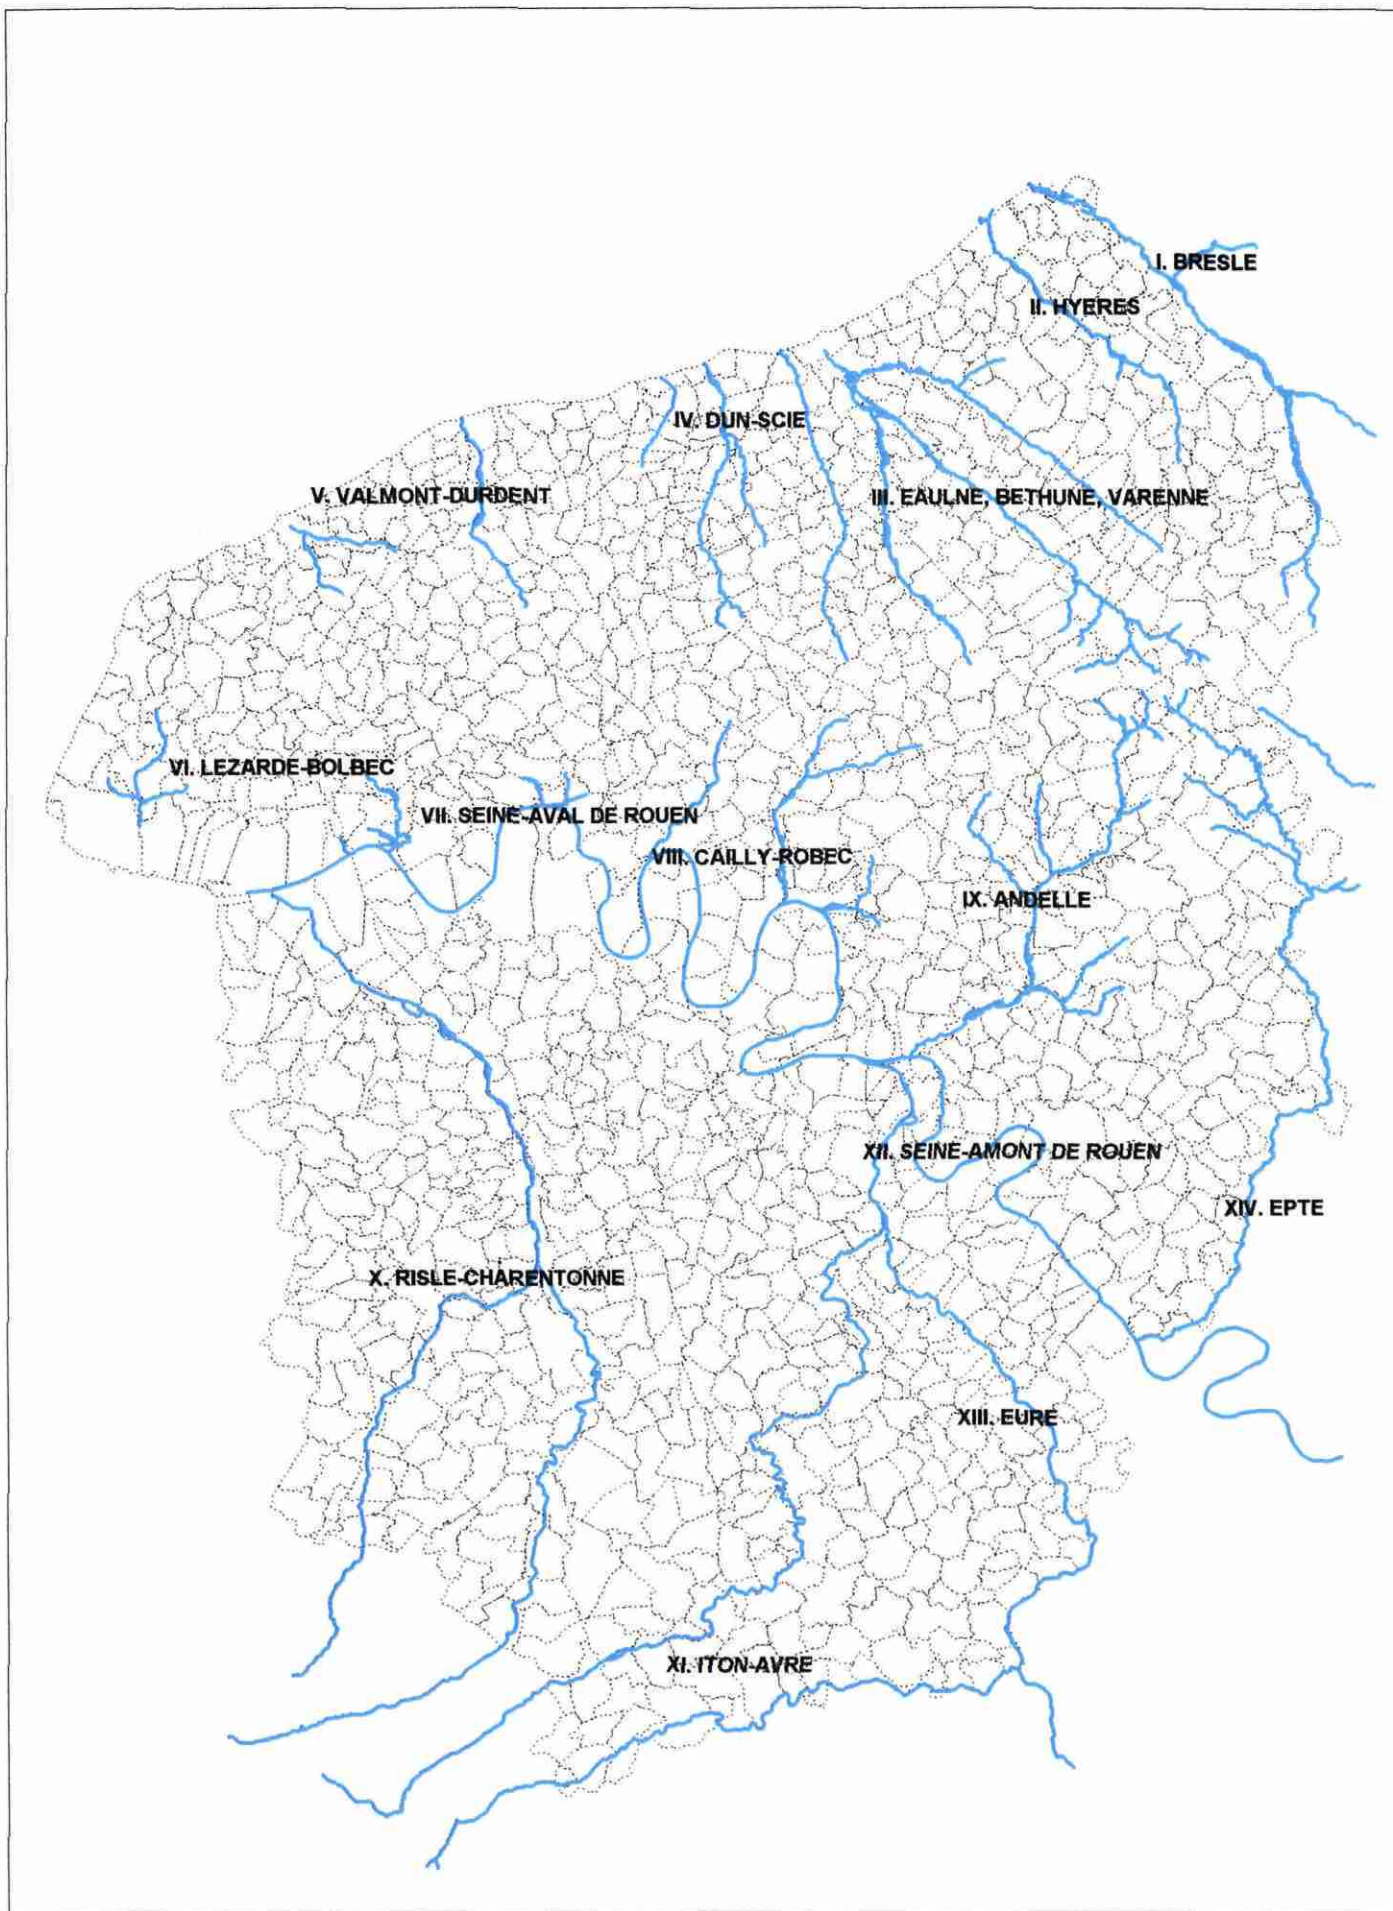 I. BRESLE
II. HYERES
IV. DUN-SCIE
V. VALMONT-DURDENT
III. EAULNE, BETHUNE, VARENNE
VI. LEZARDE-BOLBEC
VII. SEINE-AVAL DE ROUEN
VIII. CAILLY-ROBEC
IX. ANDELLE
XII. SEINE-AMONT DE ROUEN
XIV. EPTE
X. RISLE-CHARENTONNE
XIII. EURE
XI. ITON-AVRE